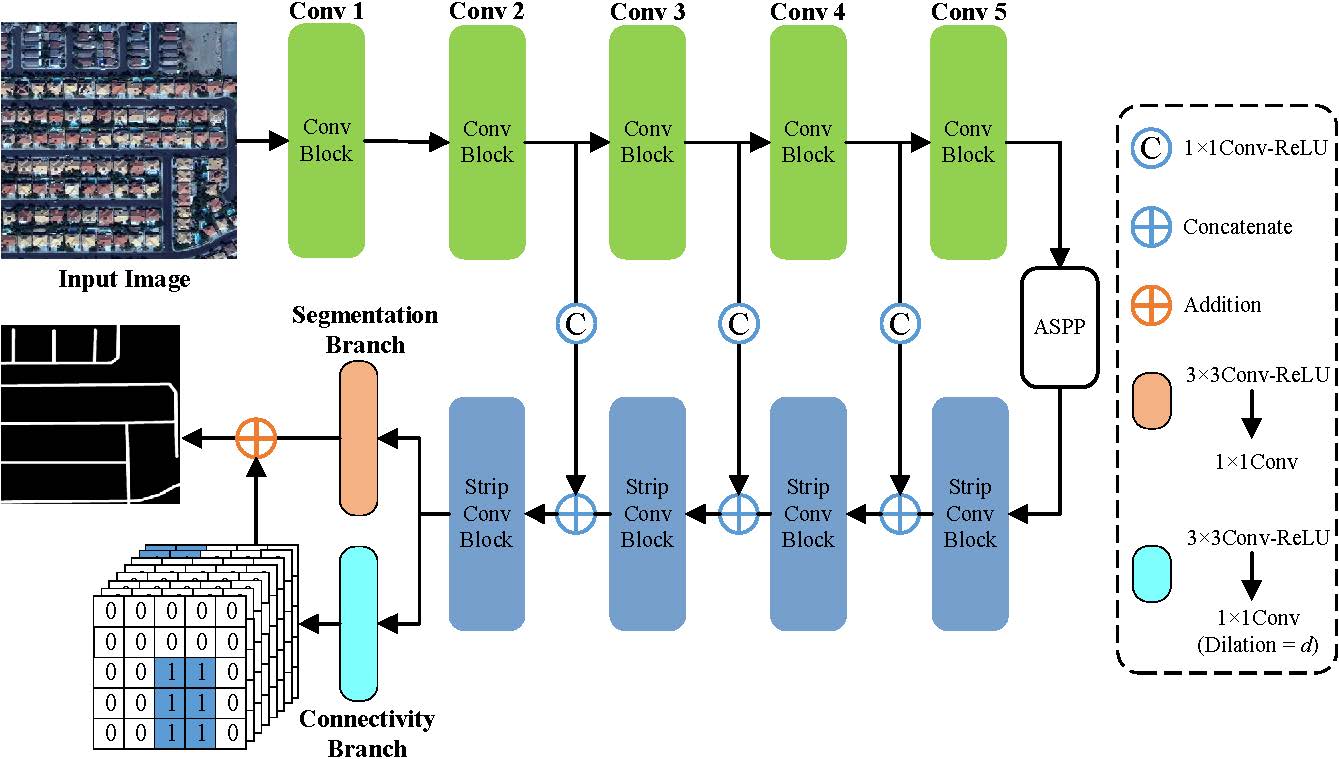 Conv 1
Conv 2
Conv 3
Conv 4
Conv 5
Conv
Block
Conv
Block
Conv
Block
Conv
Block
Conv
Block
Input Image
C
C
C
ASPP
Segmentation
Branch
Strip
Conv
Block
Strip
Conv
Block
Strip
Conv
Block
Strip
Conv
Block
Connectivity
Branch
0 0 0 0 0
0 0 0 0 0
0 0 1 1 0
0 0 1 1 0
0 0 1 1 0
C 1×1Conv-ReLU
Concatenate
Addition
3×3Conv-ReLU
1×1Conv
3×3Conv-ReLU
1×1Conv
(Dilation = d)